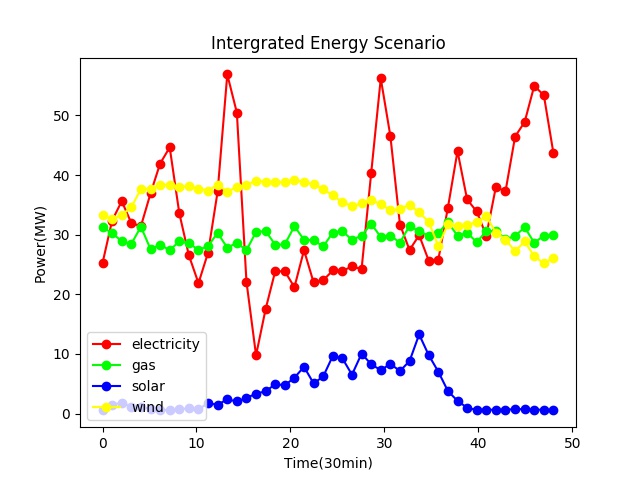 Intergrated Energy Scenario
Power(MW)
50
40
30
20
10
0
electricity
gas
solar
wind
0 10 20 30 40 50
Time(30min)